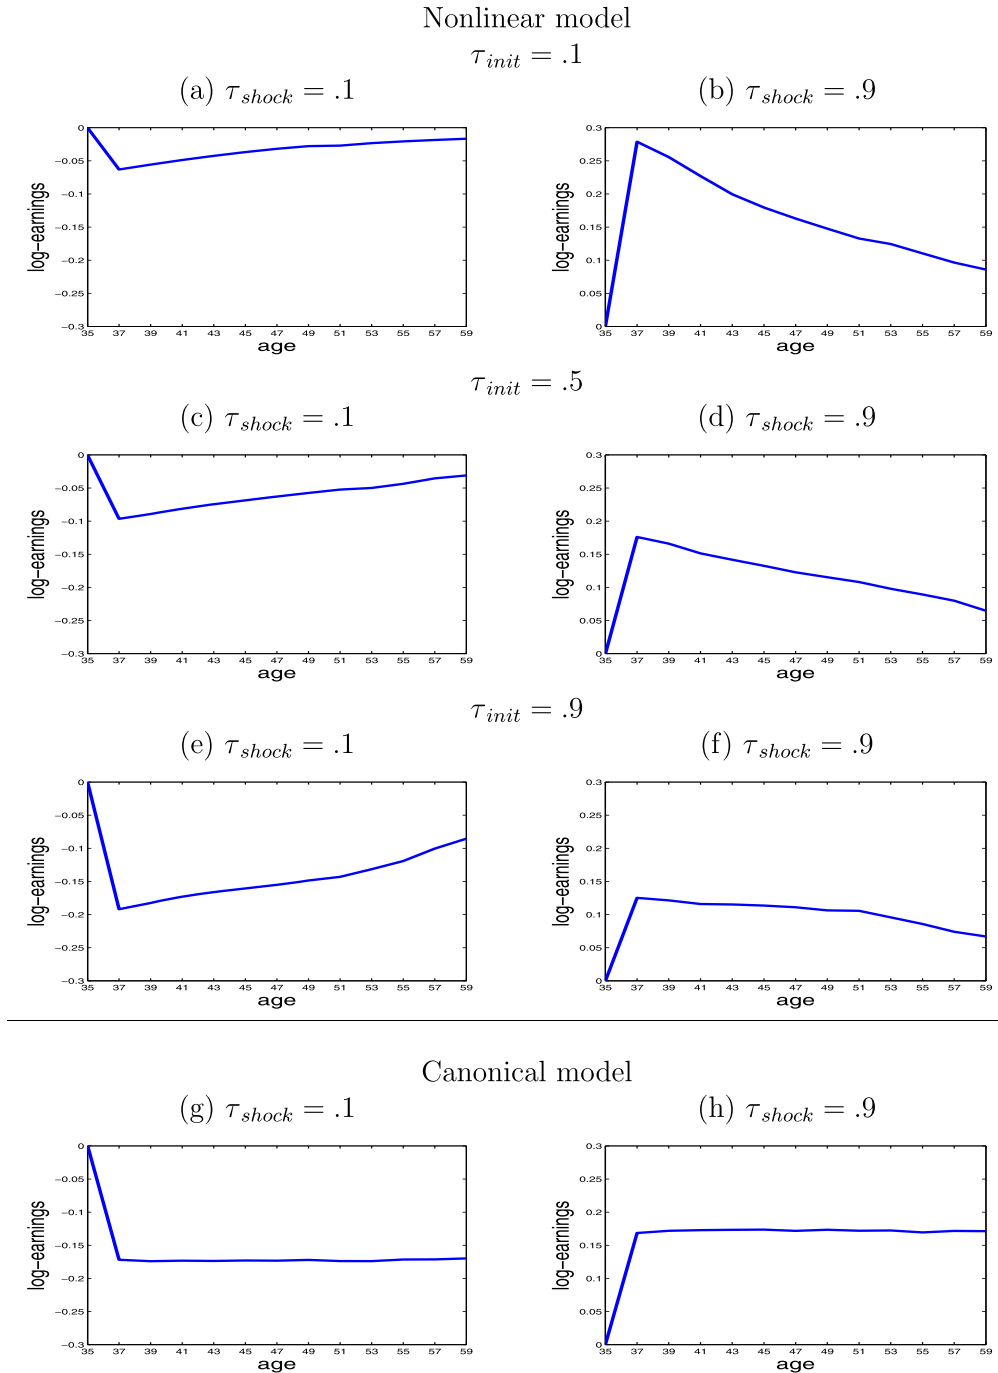 Nonlinear model
τ_init = .1
(a) τ_shock = .1
(b) τ_shock = .9
0
−0.05
−0.1
−0.15
−0.2
−0.25
−0.3
log−earnings
35 37 39 41 43 45 47 49 51 53 55 57 59
age
0.3
0.25
0.2
0.15
0.1
0.05
0
log−earnings
35 37 39 41 43 45 47 49 51 53 55 57 59
age
τ_init = .5
(c) τ_shock = .1
(d) τ_shock = .9
0
−0.05
−0.1
−0.15
−0.2
−0.25
−0.3
log−earnings
35 37 39 41 43 45 47 49 51 53 55 57 59
age
0.3
0.25
0.2
0.15
0.1
0.05
0
log−earnings
35 37 39 41 43 45 47 49 51 53 55 57 59
age
τ_init = .9
(e) τ_shock = .1
(f) τ_shock = .9
0
−0.05
−0.1
−0.15
−0.2
−0.25
−0.3
log−earnings
35 37 39 41 43 45 47 49 51 53 55 57 59
age
0.3
0.25
0.2
0.15
0.1
0.05
0
log−earnings
35 37 39 41 43 45 47 49 51 53 55 57 59
age
Canonical model
(g) τ_shock = .1
(h) τ_shock = .9
0
−0.05
−0.1
−0.15
−0.2
−0.25
−0.3
log−earnings
35 37 39 41 43 45 47 49 51 53 55 57 59
age
0.3
0.25
0.2
0.15
0.1
0.05
0
log−earnings
35 37 39 41 43 45 47 49 51 53 55 57 59
age